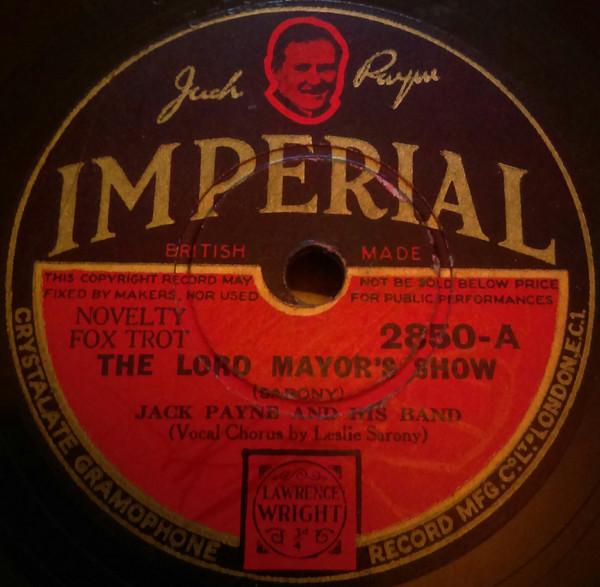 Jack Payne
IMPERIAL
BRITISH MADE
THIS COPYRIGHT RECORD MAY NOT BE SOLD BELOW PRICE
FIXED BY MAKERS, NOR USED FOR PUBLIC PERFORMANCES
NOVELTY
FOX TROT
2850-A
THE LORD MAYOR'S SHOW
(SARONY)
JACK PAYNE AND HIS BAND
(Vocal Chorus by Leslie Sarony)
LAWRENCE
WRIGHT
CRYSTALATE GRAMOPHONE RECORD MFG. CO. LTD. LONDON. E.C.1.